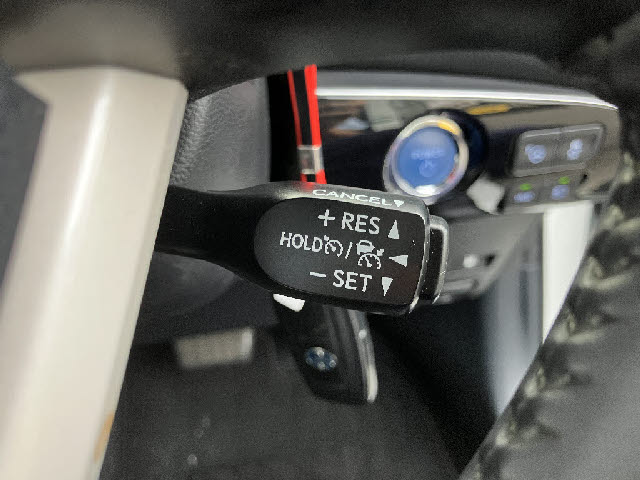 CANCEL
+ RES
HOLD /
− SET